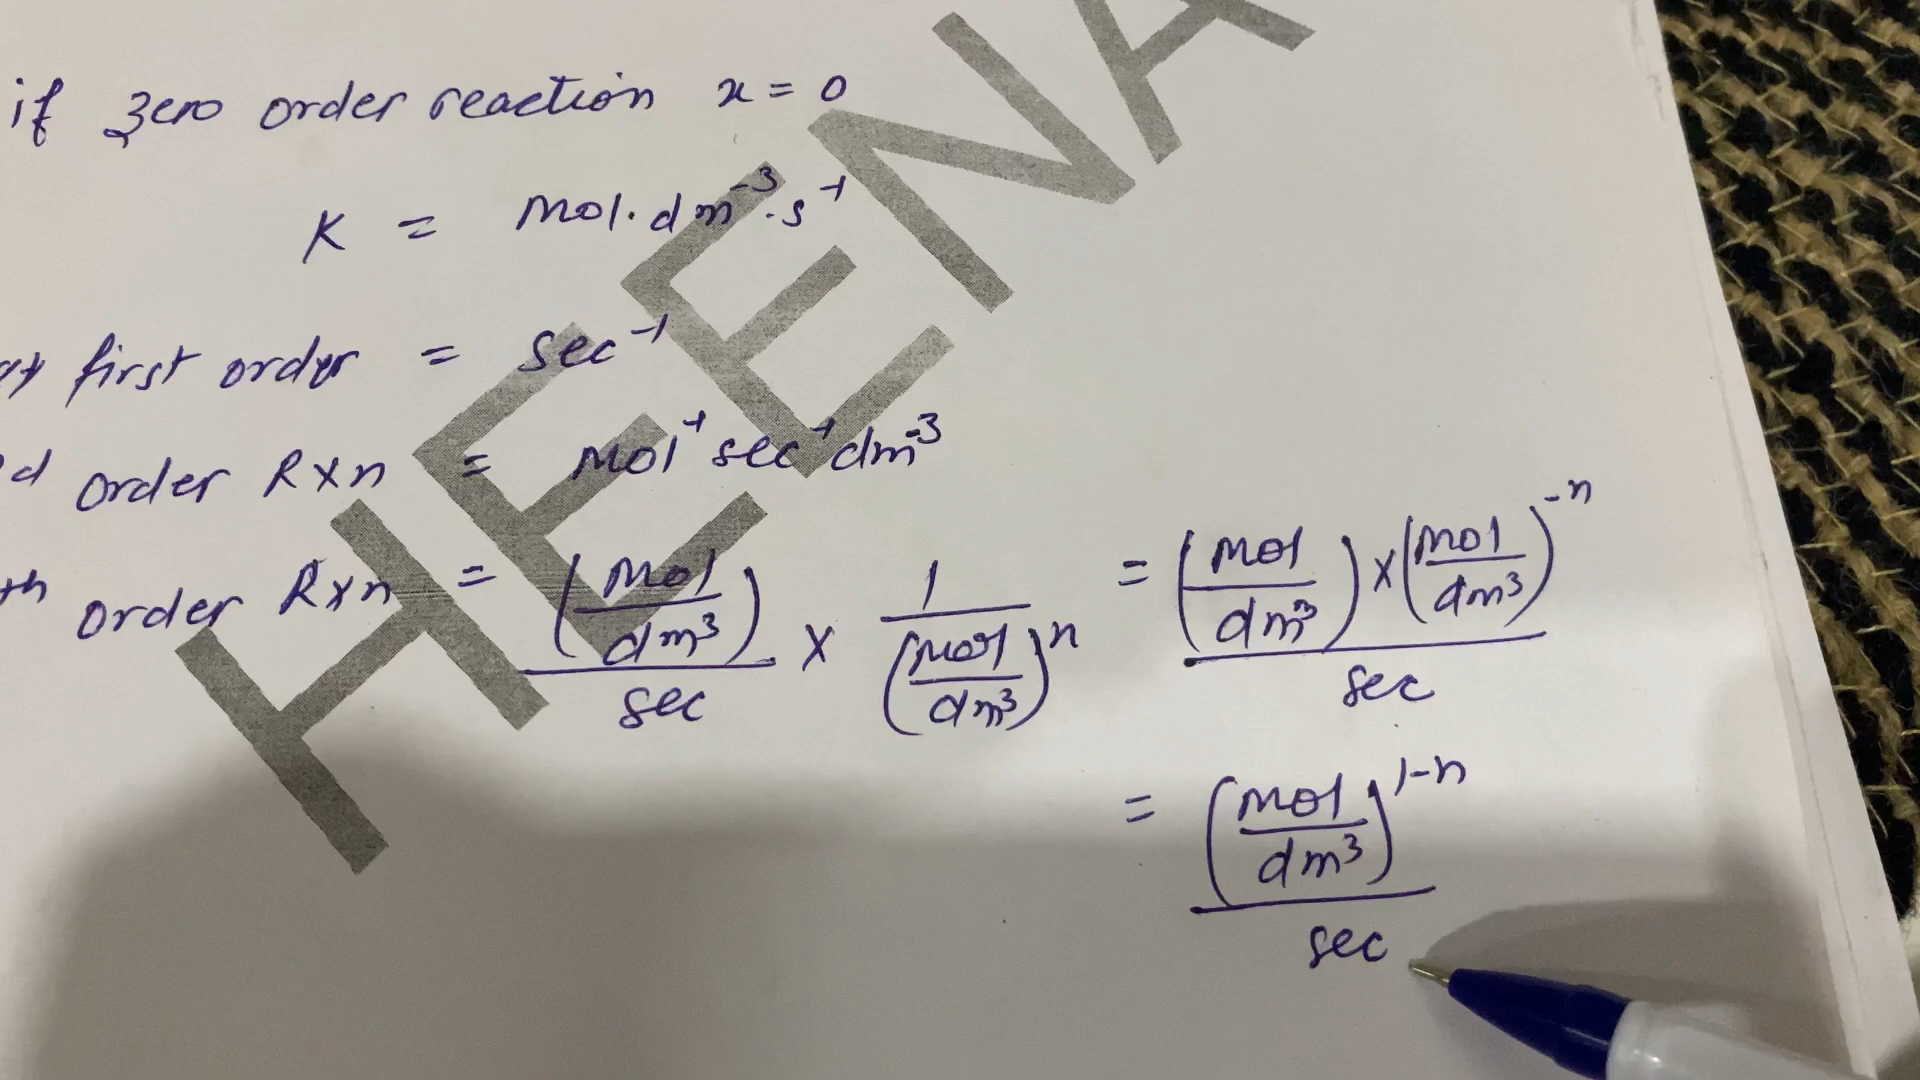 if zero order reaction x = 0
K = mol. dm⁻³ . s⁻¹
first order = sec⁻¹
order Rxn = mol⁻¹ sec⁻¹ dm⁻³
th order Rxn = (mol/dm³)/sec × 1/(mol/dm³)ⁿ = (mol/dm³) × (mol/dm³)⁻ⁿ/sec
= (mol/dm³)¹⁻ⁿ/sec
HEENA